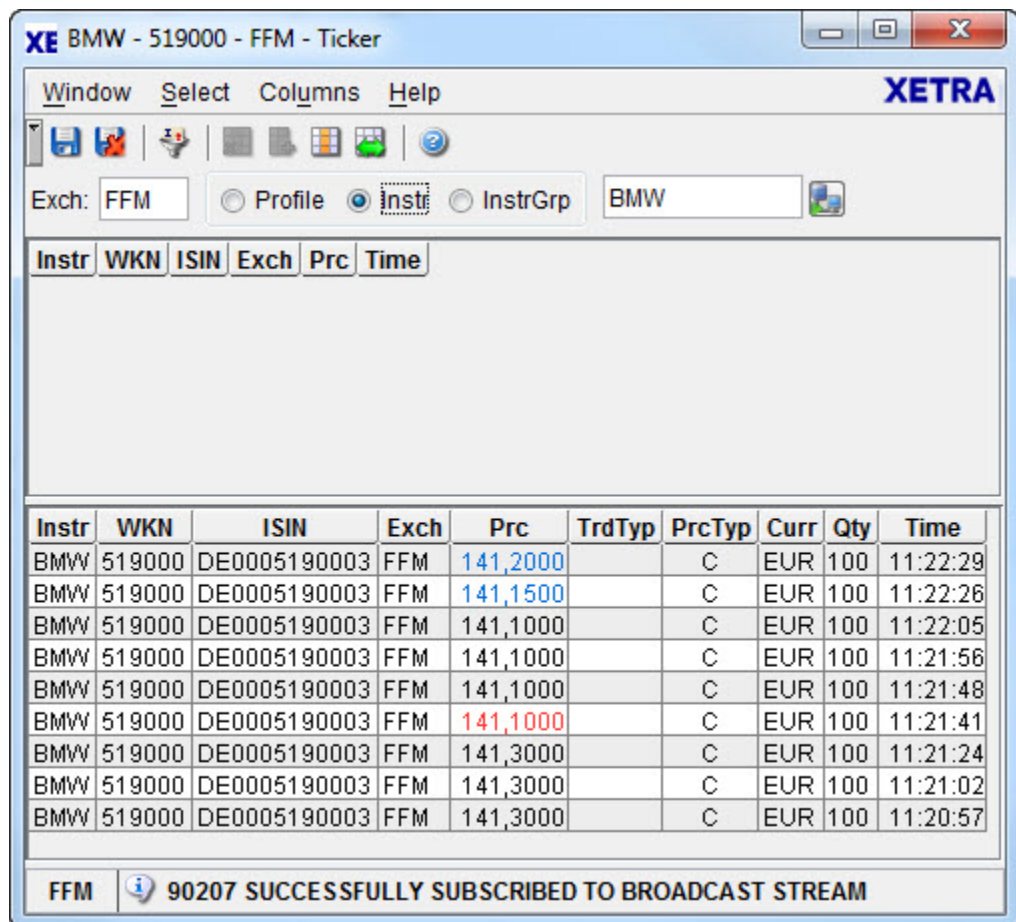 XE BMW - 519000 - FFM - Ticker
Window Select Columns Help XETRA
Exch: FFM Profile Instr InstrGrp BMW
Instr WKN ISIN Exch Prc Time
Instr WKN ISIN Exch Prc TrdTyp PrcTyp Curr Qty Time
BMW 519000 DE0005190003 FFM 141,2000 C EUR 100 11:22:29
BMW 519000 DE0005190003 FFM 141,1500 C EUR 100 11:22:26
BMW 519000 DE0005190003 FFM 141,1000 C EUR 100 11:22:05
BMW 519000 DE0005190003 FFM 141,1000 C EUR 100 11:21:56
BMW 519000 DE0005190003 FFM 141,1000 C EUR 100 11:21:48
BMW 519000 DE0005190003 FFM 141,1000 C EUR 100 11:21:41
BMW 519000 DE0005190003 FFM 141,3000 C EUR 100 11:21:24
BMW 519000 DE0005190003 FFM 141,3000 C EUR 100 11:21:02
BMW 519000 DE0005190003 FFM 141,3000 C EUR 100 11:20:57
FFM 90207 SUCCESSFULLY SUBSCRIBED TO BROADCAST STREAM